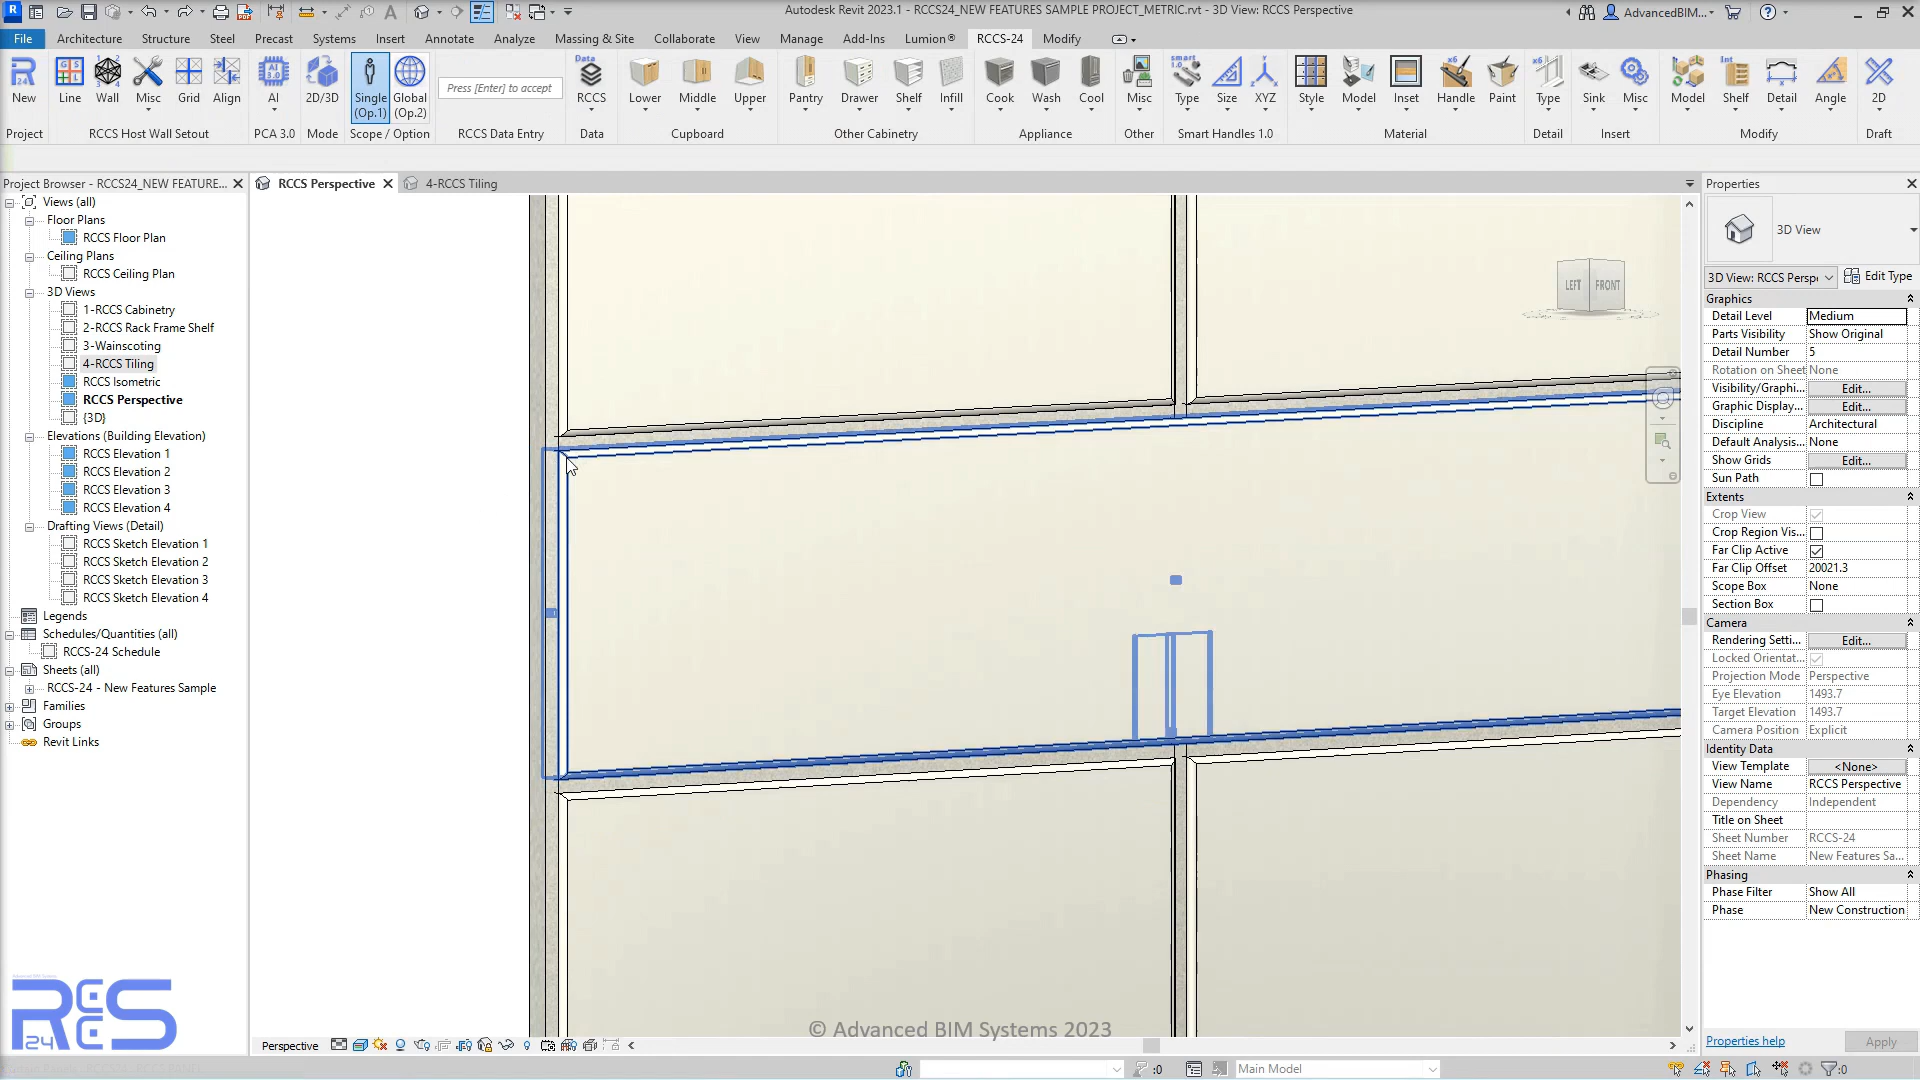 Autodesk Revit 2023.1 - RCCS24_NEW FEATURES SAMPLE PROJECT_METRIC.rvt - 3D View: RCCS Perspective
AdvancedBIM...
File Architecture Structure Steel Precast Systems Insert Annotate Analyze Massing & Site Collaborate View Manage Add-Ins Lumion® RCCS-24 Modify
New Line Wall Misc Grid Align AI 2D/3D Single (Op.1) Global (Op.2) Press [Enter] to accept RCCS Lower Middle Upper Pantry Drawer Shelf Infill Cook Wash Cool Misc Type Size XYZ Style Model Inset Handle Paint Type Sink Misc Model Shelf Detail Angle 2D
Project RCCS Host Wall Setout PCA 3.0 Mode Scope / Option RCCS Data Entry Data Cupboard Other Cabinetry Appliance Other Smart Handles 1.0 Material Detail Insert Modify Draft
Project Browser - RCCS24_NEW FEATURE...
RCCS Perspective
4-RCCS Tiling
Properties
Views (all)
Floor Plans
RCCS Floor Plan
Ceiling Plans
RCCS Ceiling Plan
3D Views
1-RCCS Cabinetry
2-RCCS Rack Frame Shelf
3-Wainscoting
4-RCCS Tiling
RCCS Isometric
RCCS Perspective
{3D}
Elevations (Building Elevation)
RCCS Elevation 1
RCCS Elevation 2
RCCS Elevation 3
RCCS Elevation 4
Drafting Views (Detail)
RCCS Sketch Elevation 1
RCCS Sketch Elevation 2
RCCS Sketch Elevation 3
RCCS Sketch Elevation 4
Legends
Schedules/Quantities (all)
RCCS-24 Schedule
Sheets (all)
RCCS-24 - New Features Sample
Families
Groups
Revit Links
LEFT FRONT
3D View
3D View: RCCS Persp Edit Type
Graphics
Detail Level Medium
Parts Visibility Show Original
Detail Number 5
Rotation on Sheet None
Visibility/Graphi... Edit...
Graphic Display... Edit...
Discipline Architectural
Default Analysis... None
Show Grids Edit...
Sun Path
Extents
Crop View
Crop Region Vis...
Far Clip Active
Far Clip Offset 20021.3
Scope Box None
Section Box
Camera
Rendering Setti... Edit...
Locked Orientat...
Projection Mode Perspective
Eye Elevation 1493.7
Target Elevation 1493.7
Camera Position Explicit
Identity Data
View Template <None>
View Name RCCS Perspective
Dependency Independent
Title on Sheet
Sheet Number RCCS-24
Sheet Name New Features Sa...
Phasing
Phase Filter Show All
Phase New Construction
Properties help Apply
© Advanced BIM Systems 2023
Perspective
:0 Main Model :0